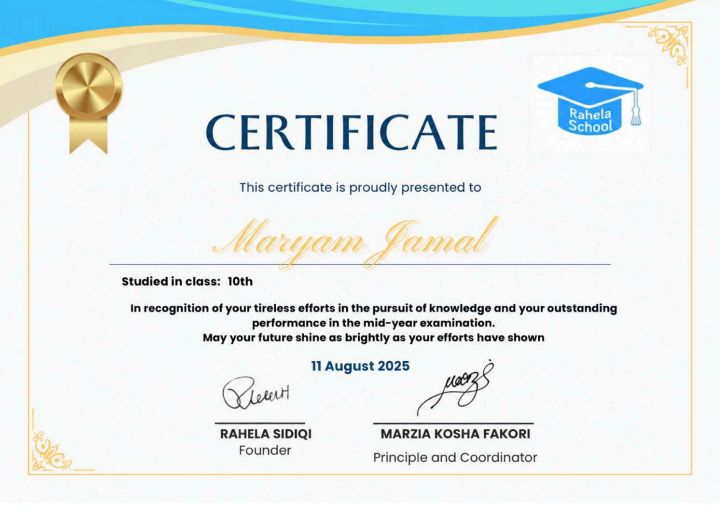 Rahela
School
CERTIFICATE
This certificate is proudly presented to
Maryam Jamal
Studied in class: 10th
In recognition of your tireless efforts in the pursuit of knowledge and your outstanding
performance in the mid-year examination.
May your future shine as brightly as your efforts have shown
11 August 2025
RAHELA SIDIQI
Founder
MARZIA KOSHA FAKORI
Principle and Coordinator